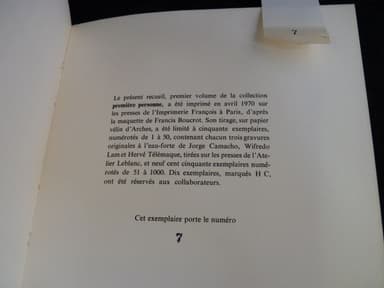 7
Le présent recueil, premier volume de la collection
première personne, a été imprimé en avril 1970 sur
les presses de l'Imprimerie François à Paris, d'après
la maquette de Francis Boucrot. Son tirage, sur papier
vélin d'Arches, a été limité à cinquante exemplaires,
numérotés de 1 à 50, contenant chacun trois gravures
originales à l'eau-forte de Jorge Camacho, Wifredo
Lam et Hervé Télémaque, tirées sur les presses de l'Ate-
lier Leblanc, et neuf cent cinquante exemplaires numé-
rotés de 51 à 1000. Dix exemplaires, marqués H C,
ont été réservés aux collaborateurs.
Cet exemplaire porte le numéro
7